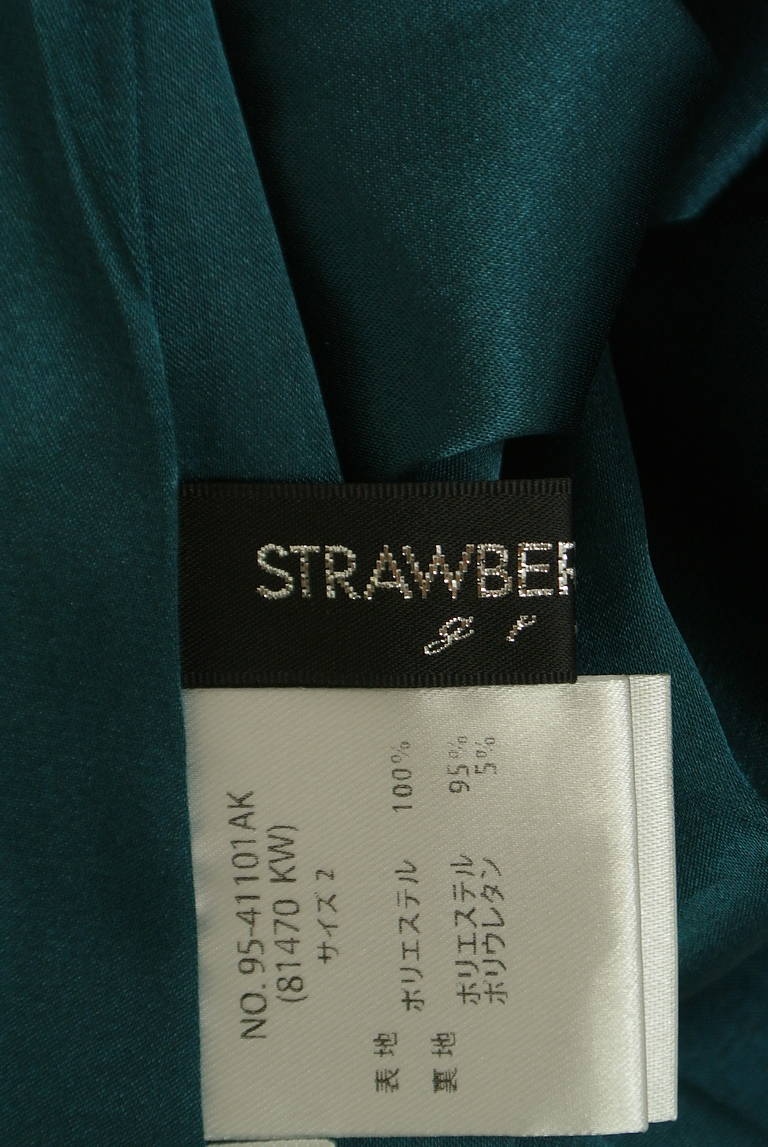 STRAWBER
gr
NO. 95-41101AK
(81470 KW)
サイズ 2
表地 ポリエステル 100%
裏地 ポリエステル 95%
ポリウレタン 5%